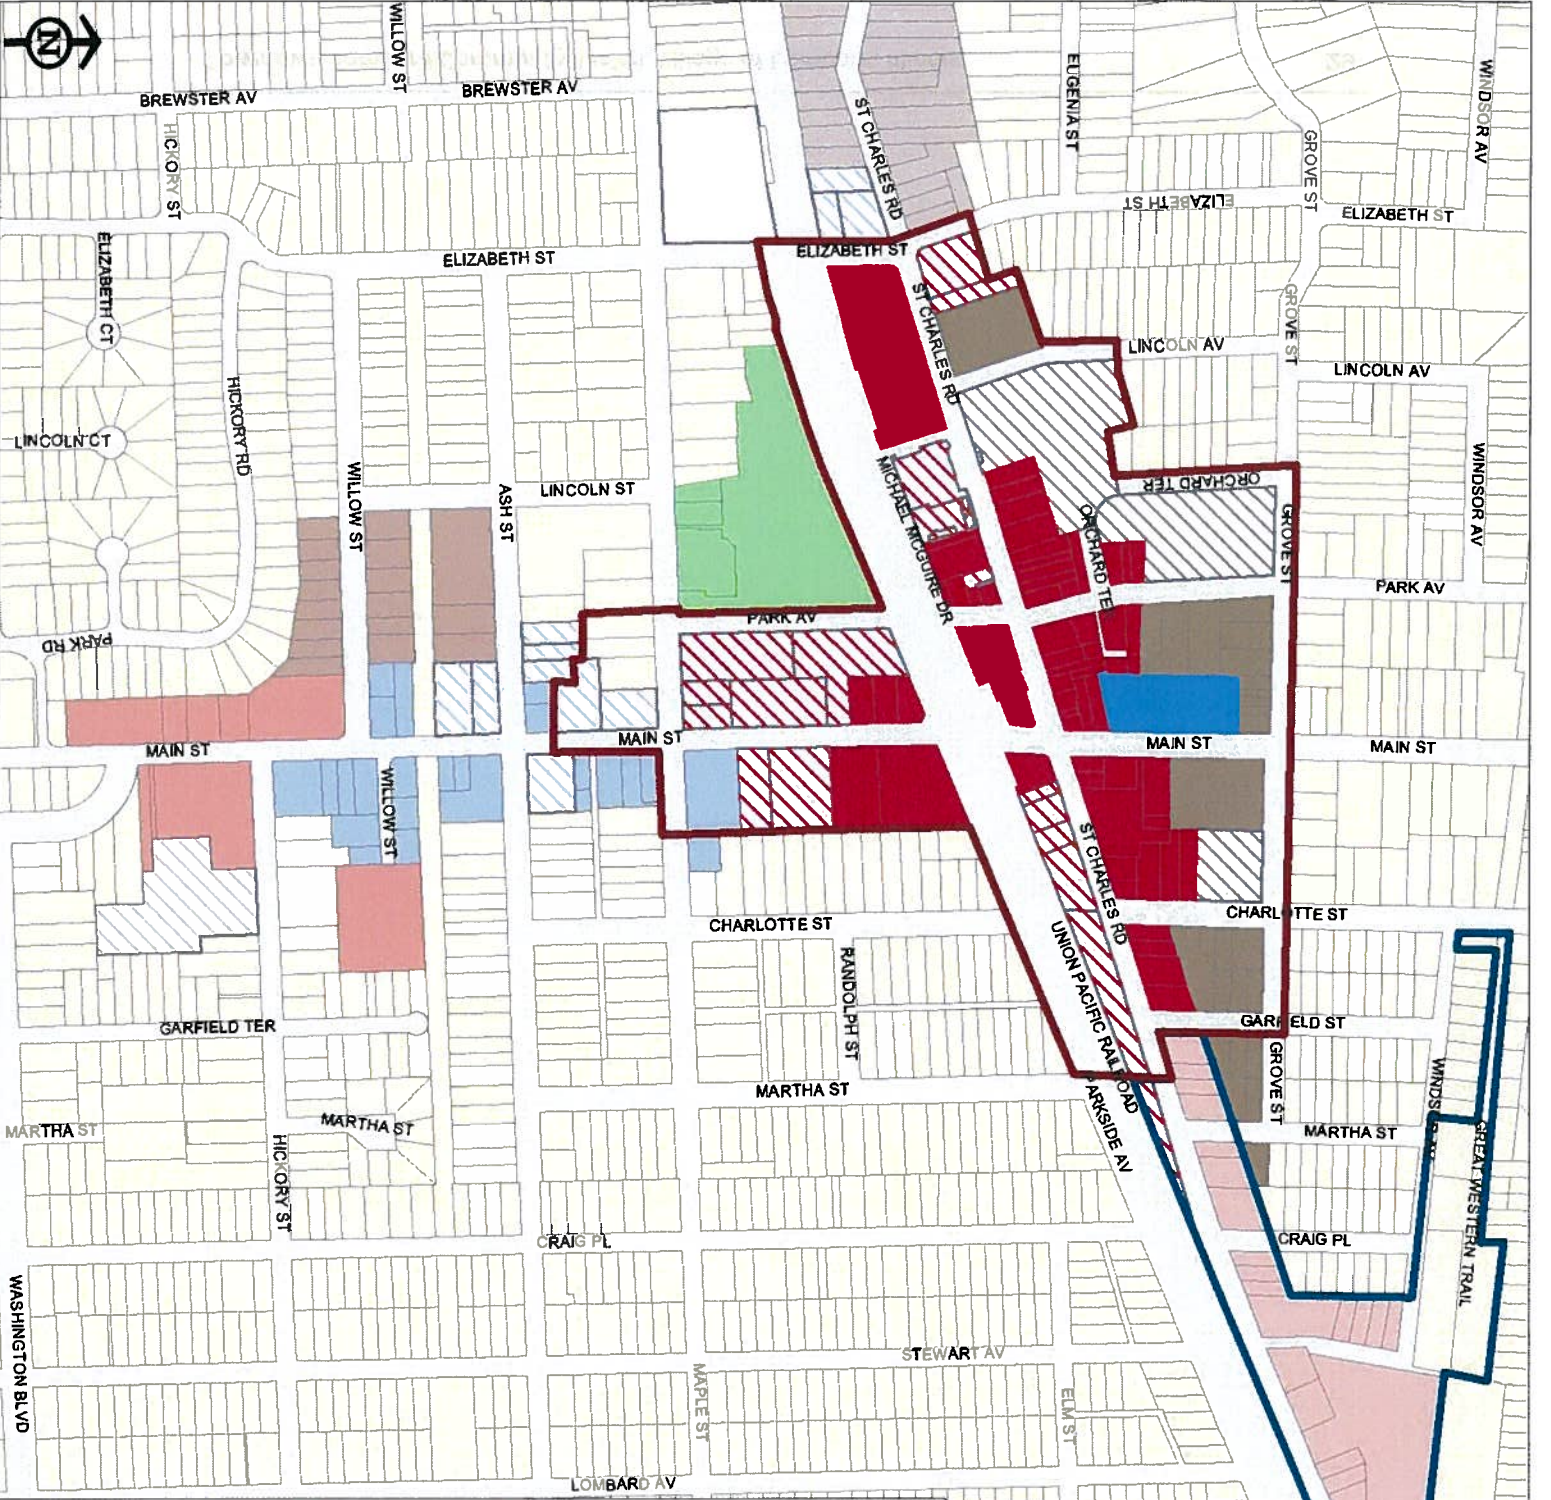 N
WILLOW ST
BREWSTER AV
BREWSTER AV
HICKORY ST
ST CHARLES RD
EUGENIA ST
WINDSOR AV
GROVE ST
ELIZABETH ST
ELIZABETH ST
ELIZABETH CT
ELIZABETH ST
ELIZABETH ST
ST CHARLES RD
GROVE ST
LINCOLN AV
LINCOLN AV
HICKORY RD
LINCOLN CT
WILLOW ST
ASH ST
LINCOLN ST
MICHAEL MCGUIRE DR
ORCHARD TER
ORCHARD TER
GROVE ST
WINDSOR AV
PARK AV
PARK AV
PARK RD
MAIN ST
MAIN ST
MAIN ST
MAIN ST
WILLOW ST
ST CHARLES RD
CHARLOTTE ST
CHARLOTTE ST
RANDOLPH ST
UNION PACIFIC RAILROAD
GARFIELD TER
GARFIELD ST
GROVE ST
MARTHA ST
MARTHA ST
MARTHA ST
MARTHA ST
PARKSIDE AV
WINDSOR AV
GREAT WESTERN TRAIL
HICKORY ST
CRAIG PL
CRAIG PL
WASHINGTON BLVD
STEWART AV
MAPLE ST
ELM ST
LOMBARD AV